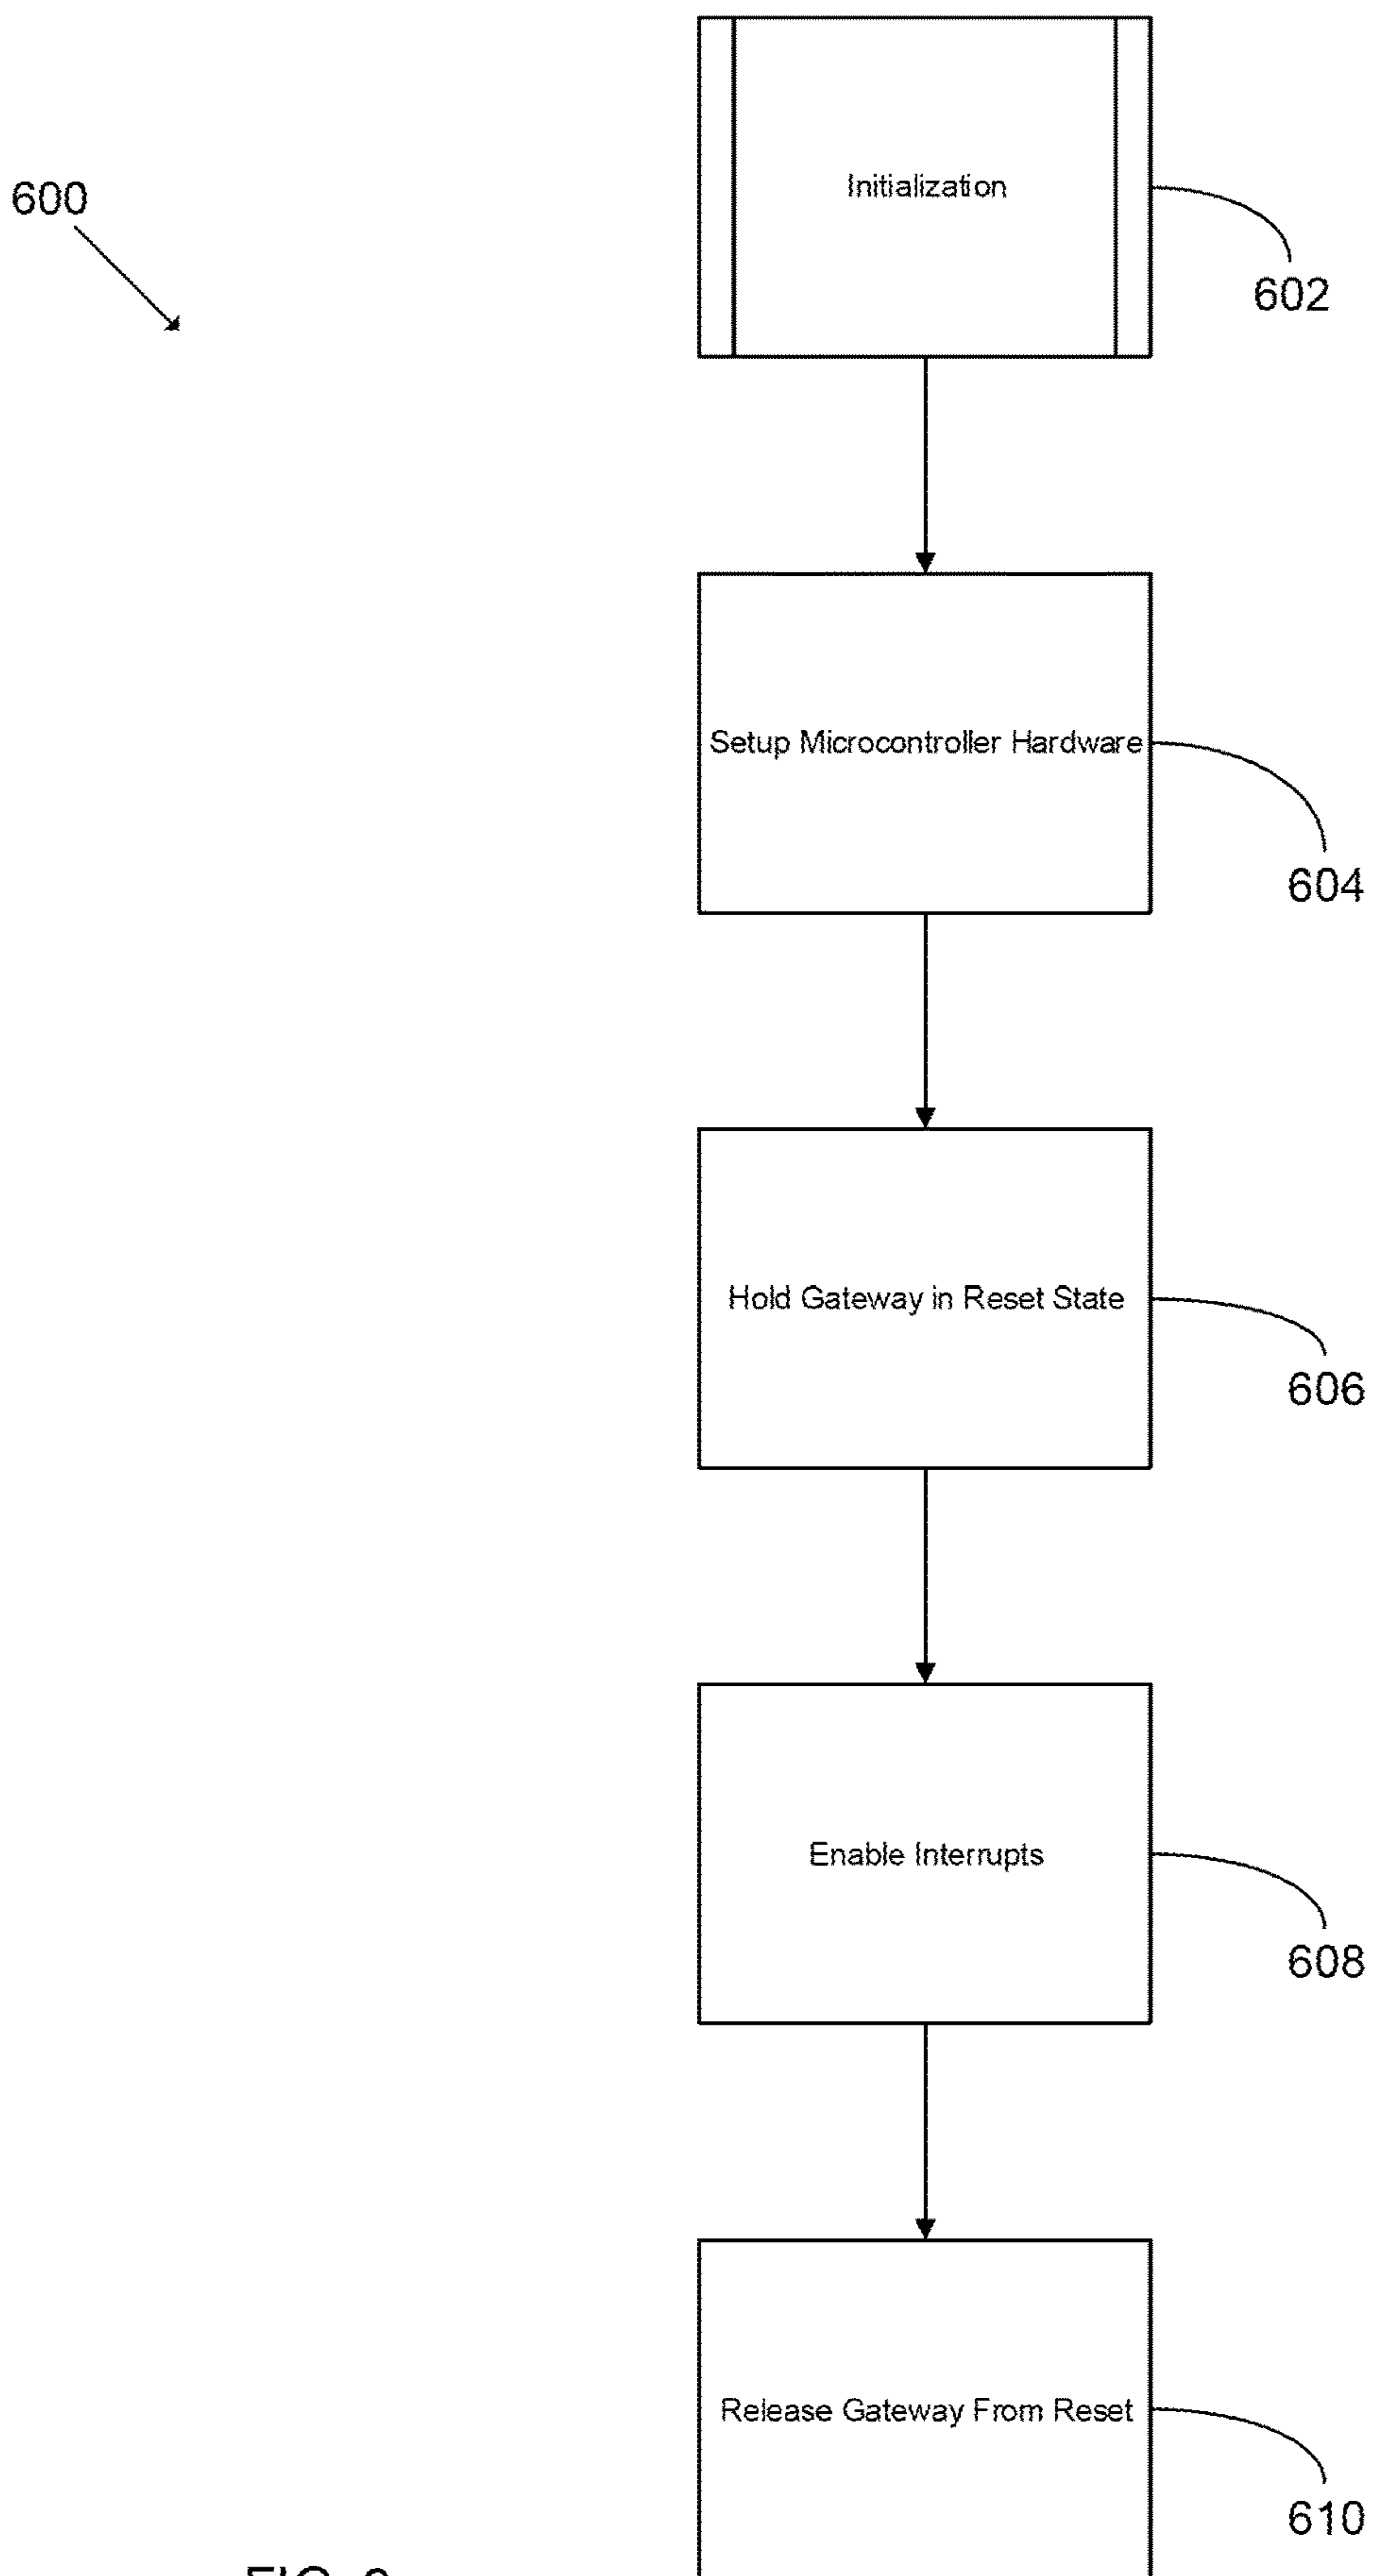 600
Initialization
602
Setup Microcontroller Hardware
604
Hold Gateway in Reset State
606
Enable Interrupts
608
Release Gateway From Reset
610
FIG.